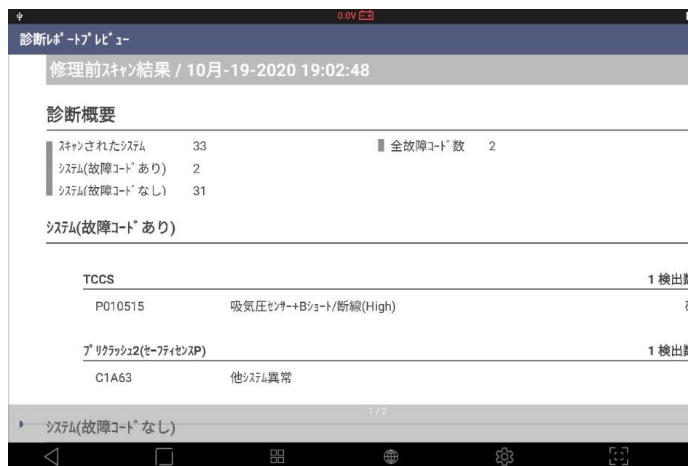 0.0V
診断ﾚﾎﾟｰﾄﾌﾟﾚﾋﾞｭｰ
修理前ｽｷｬﾝ結果 / 10月-19-2020 19:02:48
診断概要
ｽｷｬﾝされたｼｽﾃﾑ 33 全故障ｺｰﾄﾞ数 2
ｼｽﾃﾑ(故障ｺｰﾄﾞあり) 2
ｼｽﾃﾑ(故障ｺｰﾄﾞなし) 31
ｼｽﾃﾑ(故障ｺｰﾄﾞあり)
TCCS 1 検出数
P010515 吸気圧ｾﾝｻｰ+Bｼｮｰﾄ/断線(High)
ﾌﾟﾘｸﾗｯｼｭ2(ｾｰﾌﾃｨｾﾝｽP) 1 検出数
C1A63 他ｼｽﾃﾑ異常
1/2
ｼｽﾃﾑ(故障ｺｰﾄﾞなし)